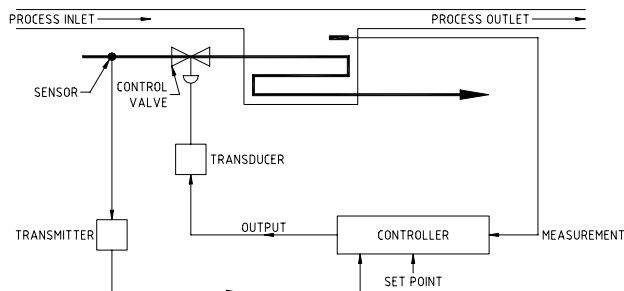 PROCESS INLET
PROCESS OUTLET
SENSOR
CONTROL
VALVE
TRANSDUCER
OUTPUT
TRANSMITTER
CONTROLLER
MEASUREMENT
SET POINT